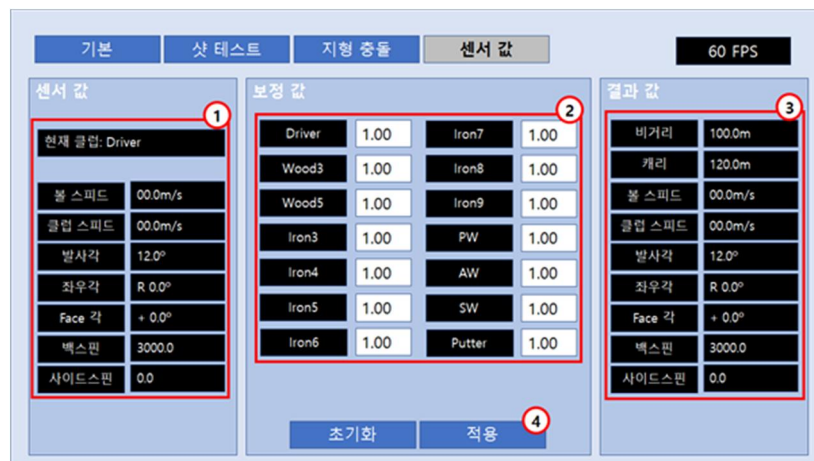 기본 샷 테스트 지형 충돌 센서 값 60 FPS
센서 값
1
현재 클럽: Driver
볼 스피드 00.0m/s
클럽 스피드 00.0m/s
발사각 12.0º
좌우각 R 0.0º
Face 각 + 0.0º
백스핀 3000.0
사이드스핀 0.0
보정 값
2
Driver 1.00 Iron7 1.00
Wood3 1.00 Iron8 1.00
Wood5 1.00 Iron9 1.00
Iron3 1.00 PW 1.00
Iron4 1.00 AW 1.00
Iron5 1.00 SW 1.00
Iron6 1.00 Putter 1.00
초기화 적용 4
결과 값
3
비거리 100.0m
캐리 120.0m
볼 스피드 00.0m/s
클럽 스피드 00.0m/s
발사각 12.0º
좌우각 R 0.0º
Face 각 + 0.0º
백스핀 3000.0
사이드스핀 0.0